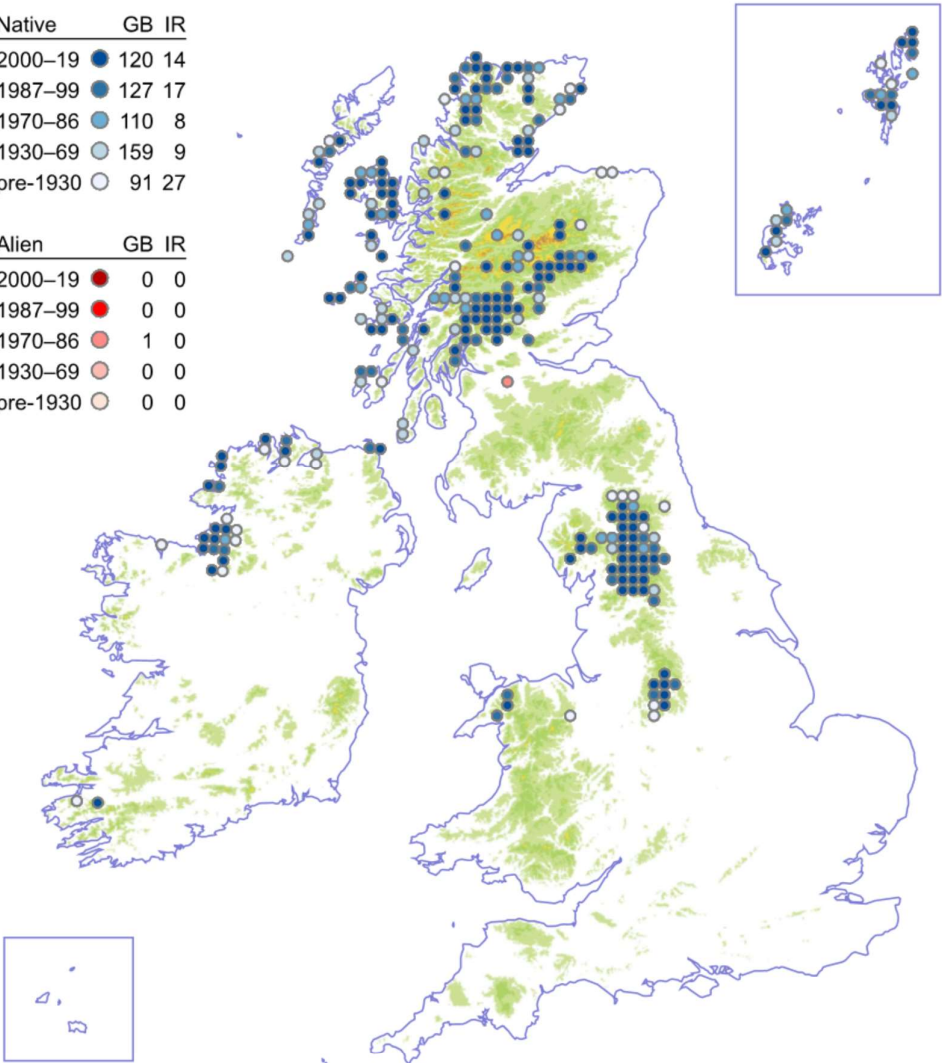 Native GB IR
2000–19 120 14
1987–99 127 17
1970–86 110 8
1930–69 159 9
pre-1930 91 27
Alien GB IR
2000–19 0 0
1987–99 0 0
1970–86 1 0
1930–69 0 0
pre-1930 0 0